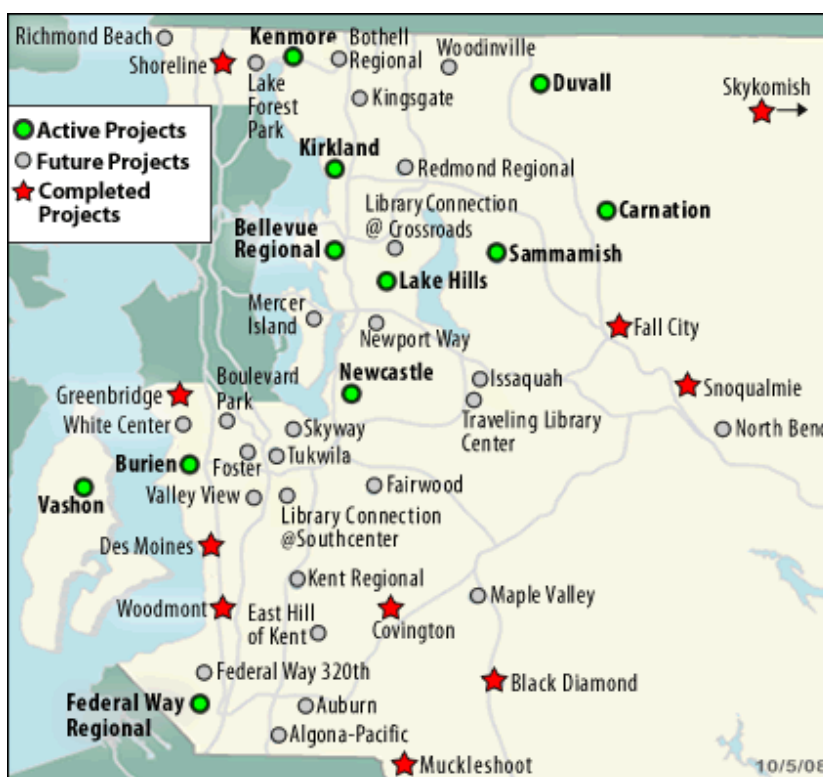 Richmond Beach
Shoreline
Kenmore
Bothell
Regional
Woodinville
Lake
Forest
Park
Kingsgate
Duvall
Skykomish
Active Projects
Future Projects
Completed
Projects
Kirkland
Redmond Regional
Library Connection
@ Crossroads
Carnation
Bellevue
Regional
Sammamish
Lake Hills
Mercer
Island
Newport Way
Fall City
Greenbridge
Boulevard
Park
Newcastle
Issaquah
Snoqualmie
White Center
Traveling Library
Center
Skyway
North Bend
Burien
Foster
Tukwila
Vashon
Valley View
Fairwood
Library Connection
@Southcenter
Des Moines
Kent Regional
Woodmont
East Hill
of Kent
Covington
Maple Valley
Federal Way 320th
Black Diamond
Federal Way
Regional
Auburn
Algona-Pacific
Muckleshoot
10/5/08